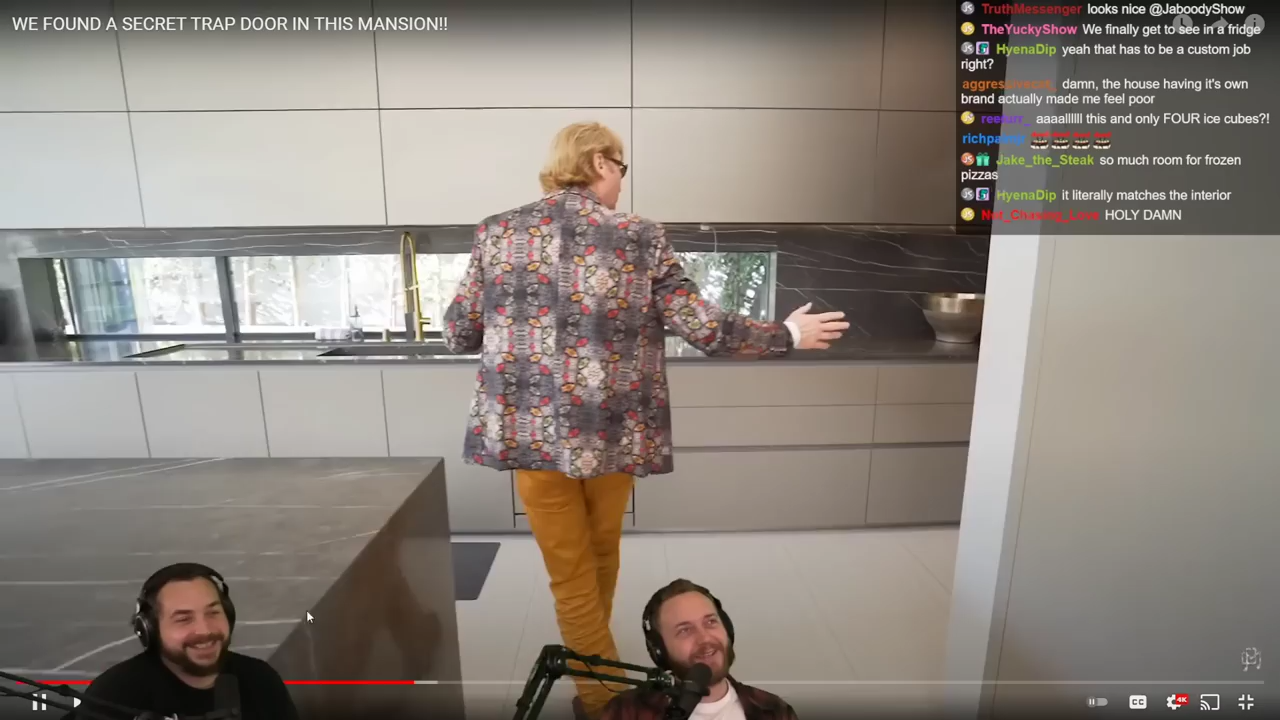 WE FOUND A SECRET TRAP DOOR IN THIS MANSION!!
TruthMessenger looks nice @JaboodyShow
TheYuckyShow We finally get to see in a fridge
HyenaDip yeah that has to be a custom job
right?
damn, the house having it's own
brand actually made me feel poor
aaaallllll this and only FOUR ice cubes?!
Jake_the_Steak so much room for frozen
pizzas
HyenaDip it literally matches the interior
HOLY DAMN
CC
4K